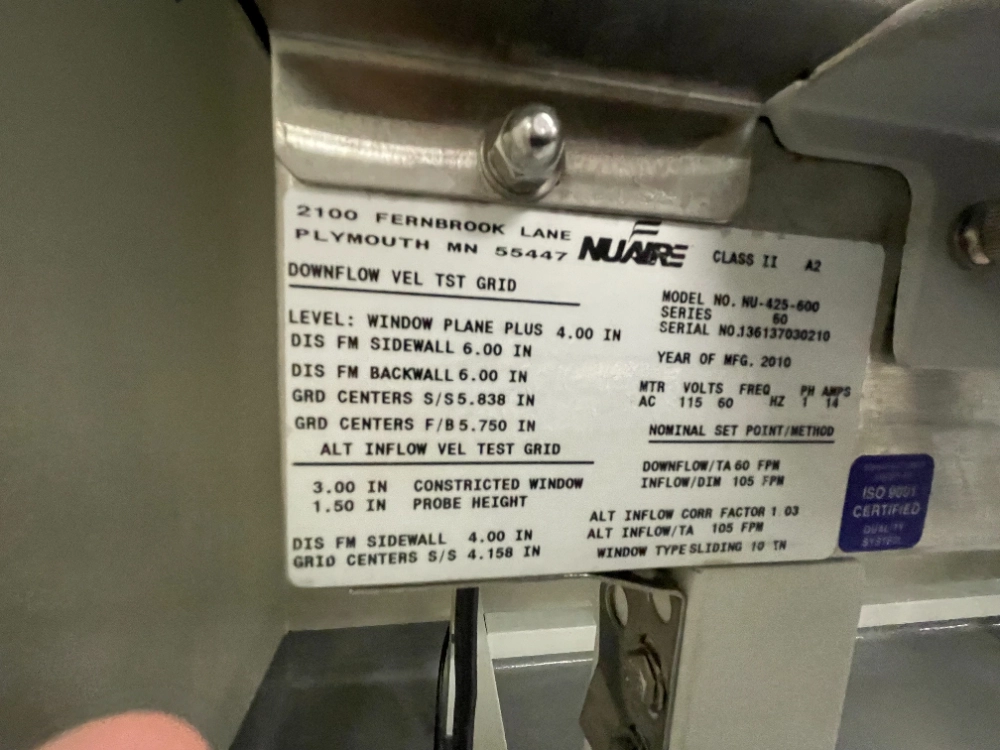 2100 FERNBROOK LANE
PLYMOUTH MN 55447
NUAIRE
CLASS II A2
DOWNFLOW VEL TST GRID
LEVEL: WINDOW PLANE PLUS 4.00 IN
DIS FM SIDEWALL 6.00 IN
DIS FM BACKWALL 6.00 IN
GRD CENTERS S/S 5.838 IN
GRD CENTERS F/B 5.750 IN
ALT INFLOW VEL TEST GRID
3.00 IN CONSTRICTED WINDOW
1.50 IN PROBE HEIGHT
DIS FM SIDEWALL 4.00 IN
GRID CENTERS S/S 4.158 IN
MODEL NO. NU-425-600
SERIES 60
SERIAL NO.136137030210
YEAR OF MFG. 2010
MTR VOLTS FREQ PH AMPS
AC 115 60 HZ 1 14
NOMINAL SET POINT/METHOD
DOWNFLOW/TA 60 FPM
INFLOW/DIM 105 FPM
ALT INFLOW CORR FACTOR 1.03
ALT INFLOW/TA 105 FPM
WINDOW TYPE SLIDING 10 IN
ISO 9001
CERTIFIED
QUALITY
SYSTEM